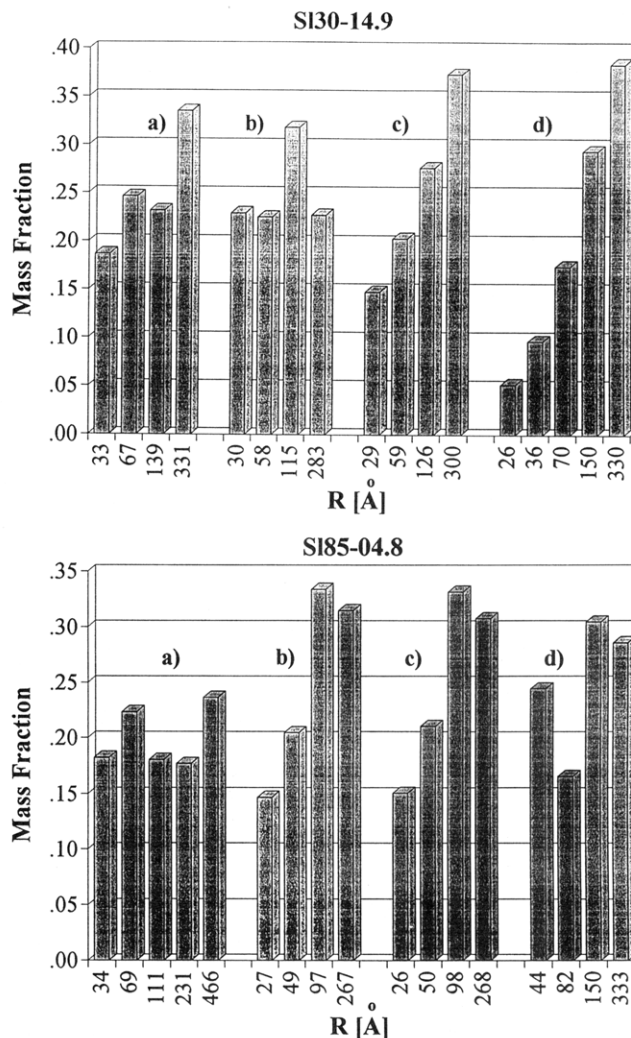 SI30-14.9
.40
.35
.30
.25
.20
.15
.10
.05
.00
Mass Fraction
a)
b)
c)
d)
33 67 139 331 30 58 115 283 29 59 126 300 26 36 70 150 330
R [Å]
SI85-04.8
.35
.30
.25
.20
.15
.10
.05
.00
Mass Fraction
a)
b)
c)
d)
34 69 111 231 466 27 49 97 267 26 50 98 268 44 82 150 333
R [Å]